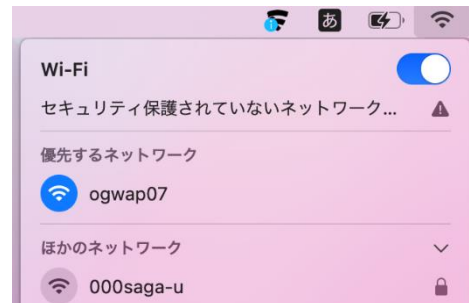 1
あ
Wi-Fi
セキュリティ保護されていないネットワーク...
優先するネットワーク
ogwap07
ほかのネットワーク
000saga-u